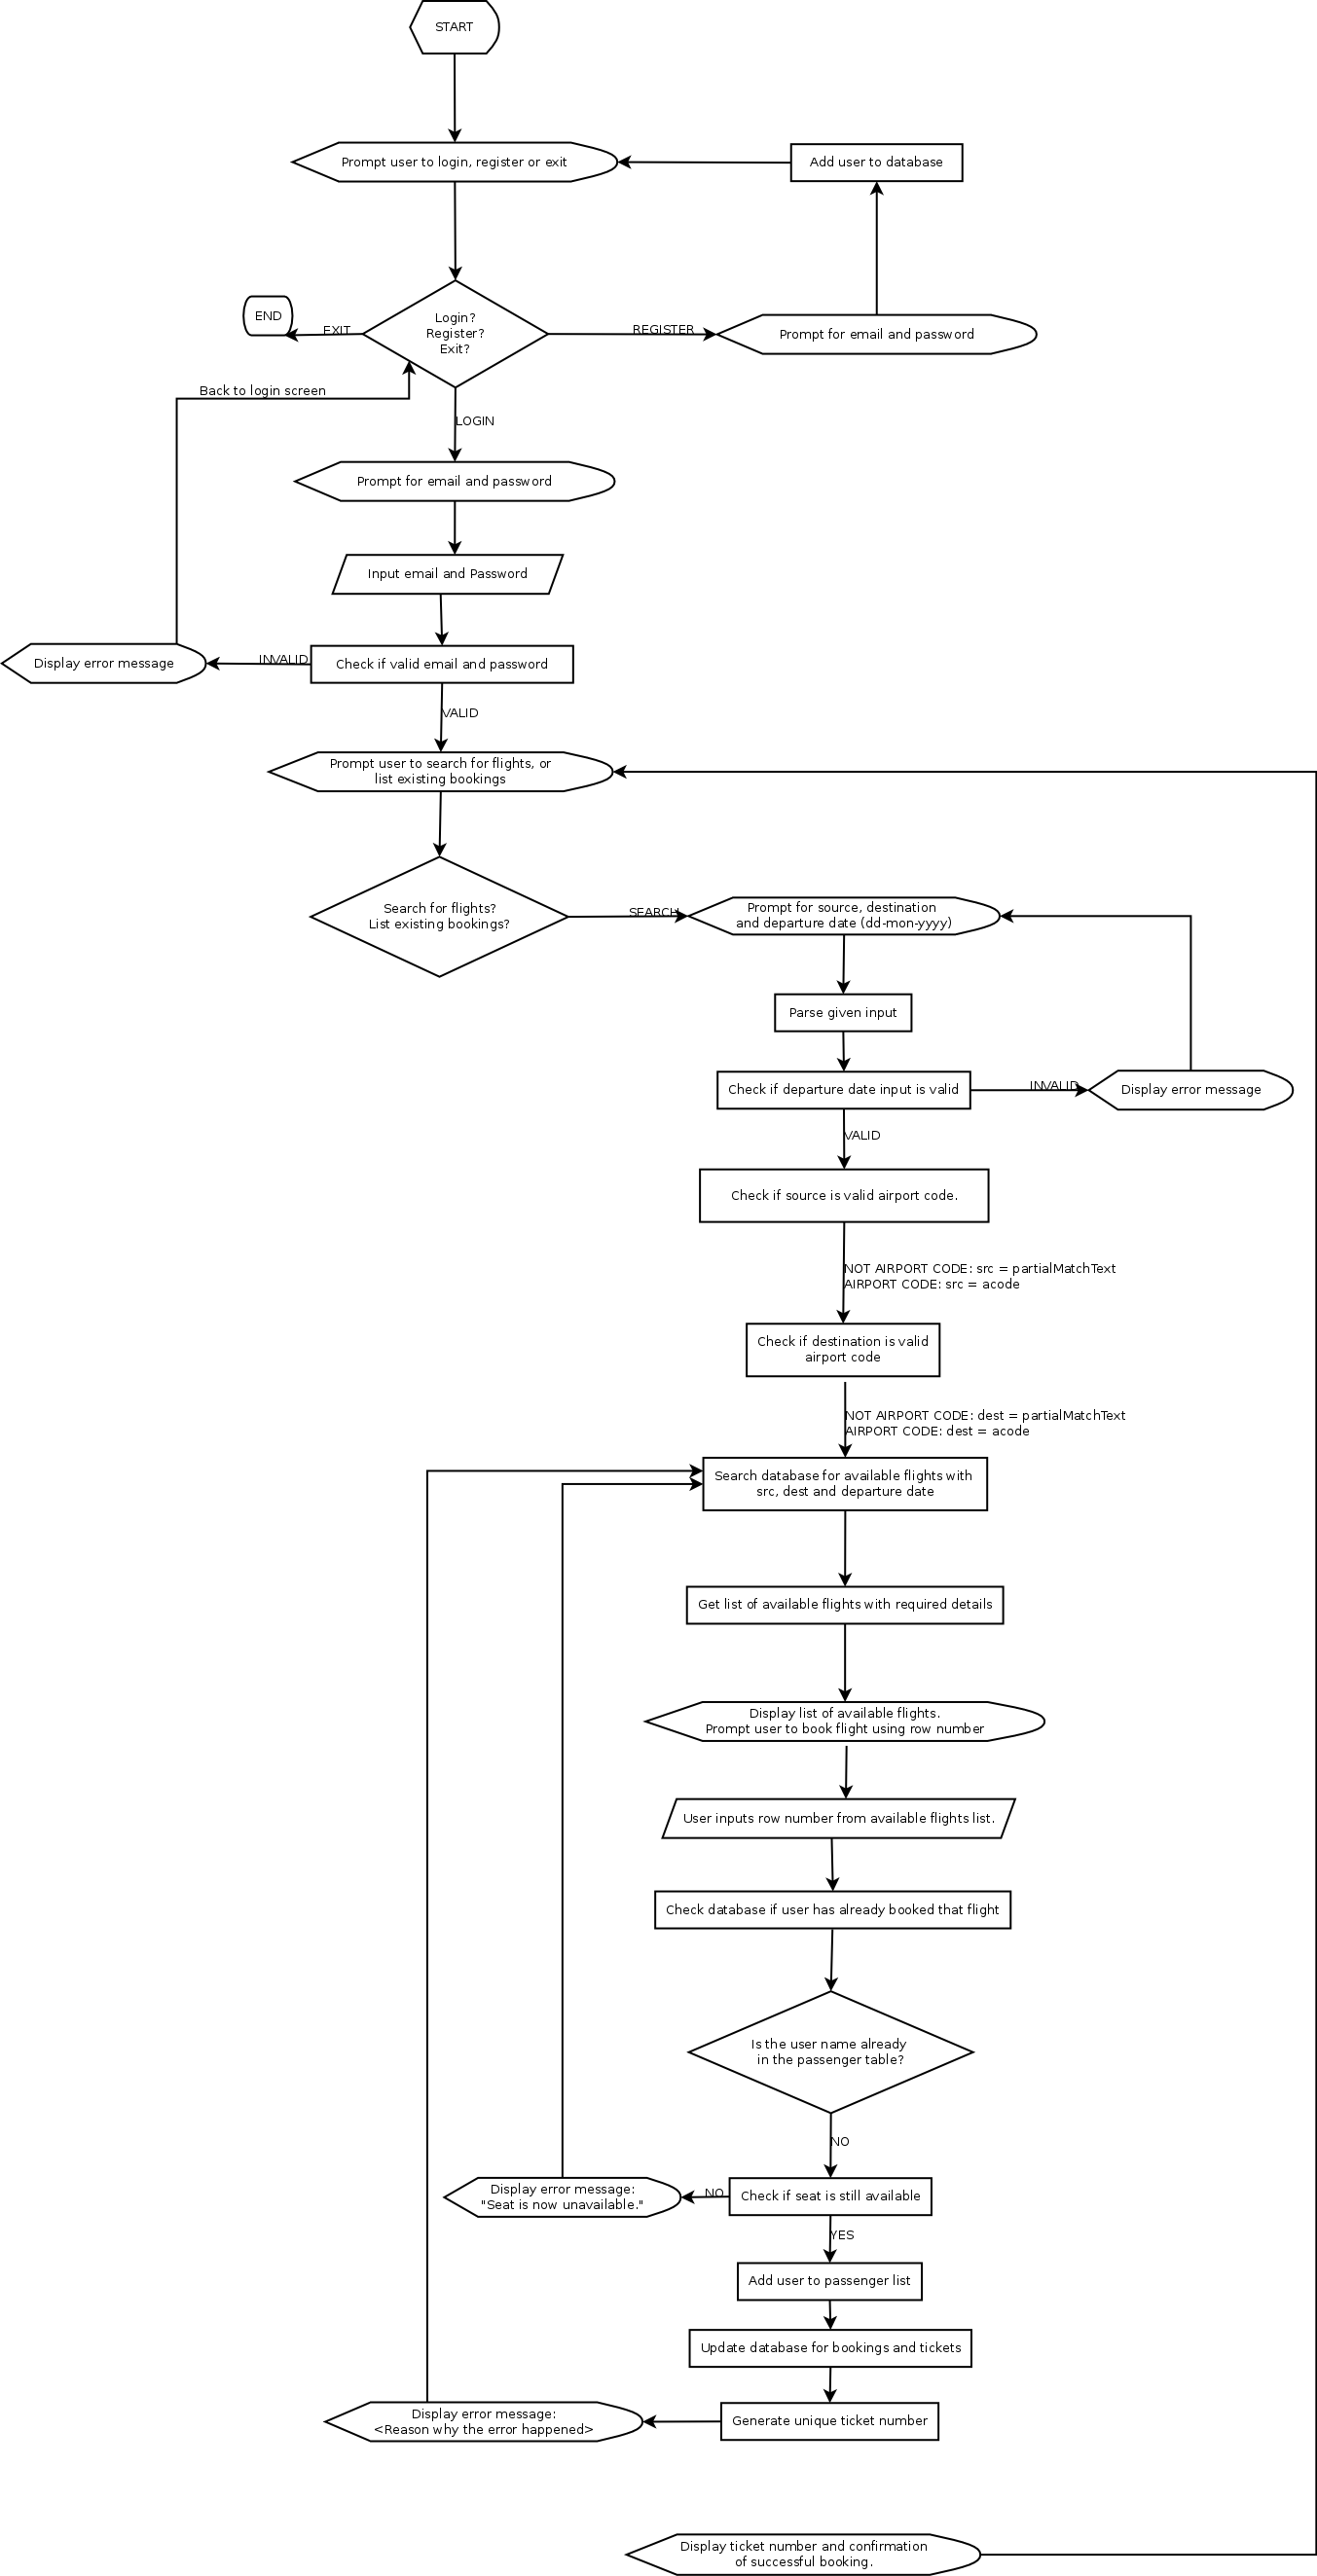 START
Prompt user to login, register or exit
Add user to database
END
EXIT
Login?
Register?
Exit?
REGISTER
Prompt for email and password
Back to login screen
LOGIN
Prompt for email and password
Input email and Password
Display error message
INVALID
Check if valid email and password
VALID
Prompt user to search for flights, or
list existing bookings
Search for flights?
List existing bookings?
SEARCH
Prompt for source, destination
and departure date (dd-mon-yyyy)
Parse given input
Check if departure date input is valid
INVALID
Display error message
VALID
Check if source is valid airport code.
NOT AIRPORT CODE: src = partialMatchText
AIRPORT CODE: src = acode
Check if destination is valid
airport code
NOT AIRPORT CODE: dest = partialMatchText
AIRPORT CODE: dest = acode
Search database for available flights with
src, dest and departure date
Get list of available flights with required details
Display list of available flights.
Prompt user to book flight using row number
User inputs row number from available flights list.
Check database if user has already booked that flight
Is the user name already
in the passenger table?
NO
Display error message:
"Seat is now unavailable."
NO
Check if seat is still available
YES
Add user to passenger list
Update database for bookings and tickets
Display error message:
<Reason why the error happened>
Generate unique ticket number
Display ticket number and confirmation
of successful booking.